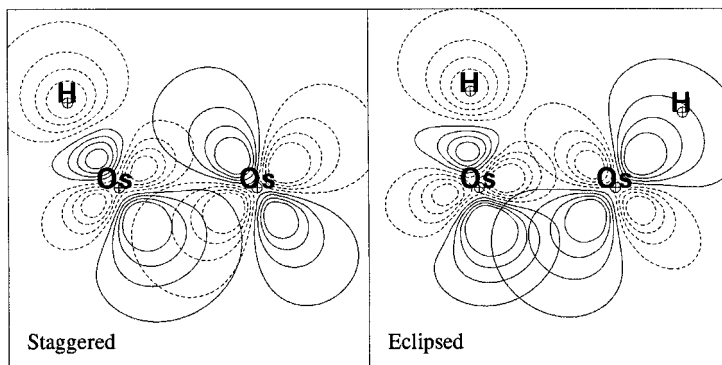 H
Os Os
Staggered
H H
Os Os
Eclipsed